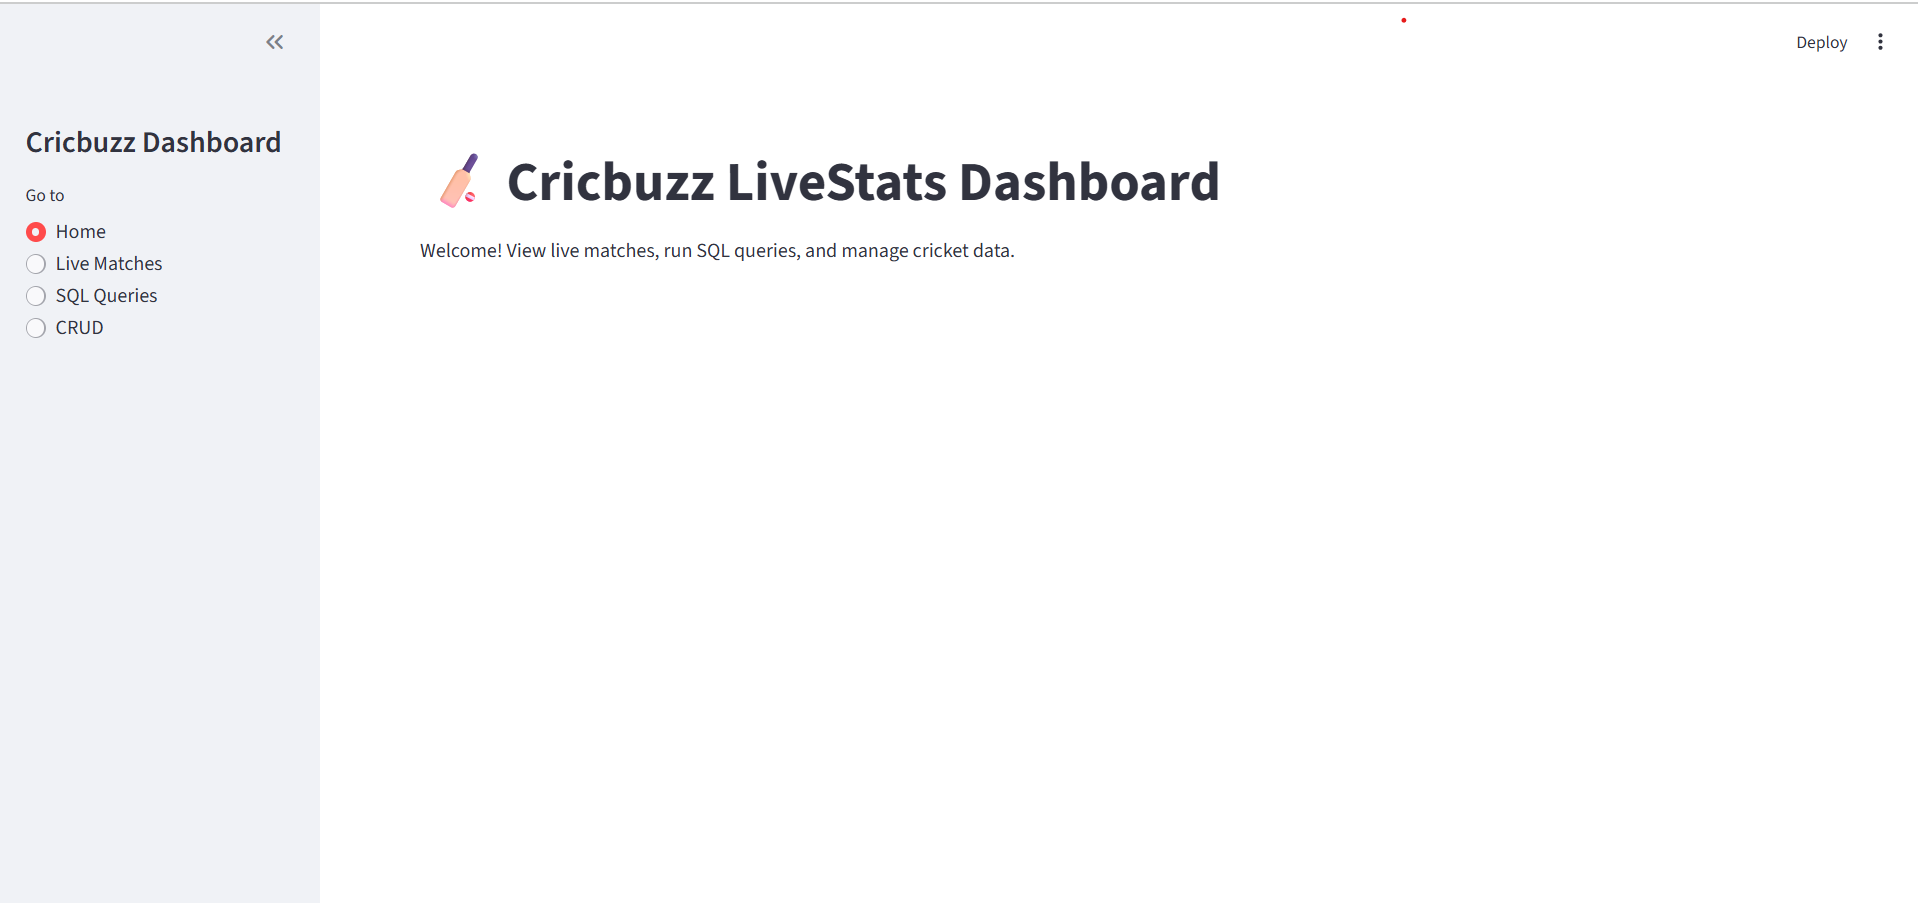 Deploy
Cricbuzz Dashboard
Go to
Home
Live Matches
SQL Queries
CRUD
Cricbuzz LiveStats Dashboard
Welcome! View live matches, run SQL queries, and manage cricket data.